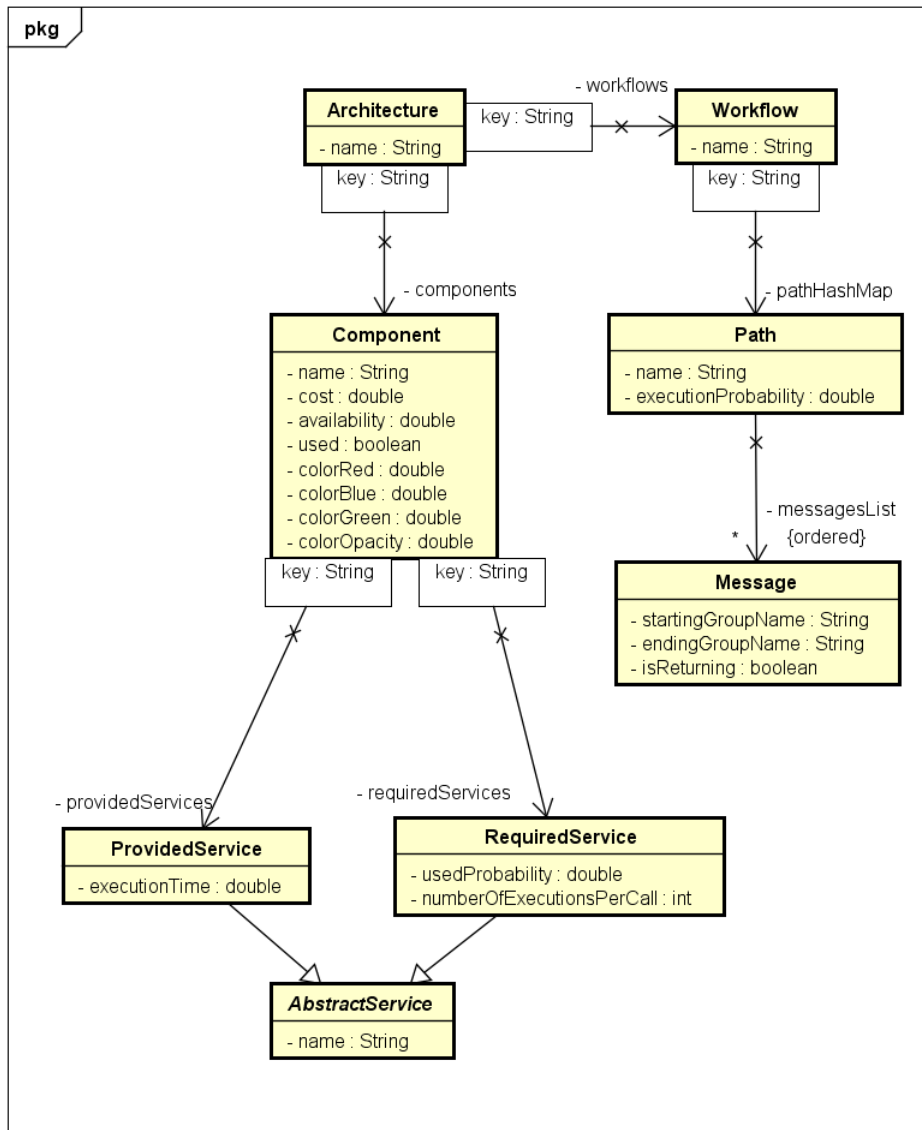 pkg
- workflows
Architecture
- name : String
key : String
key : String
Workflow
- name : String
key : String
- components
- pathHashMap
Component
- name : String
- cost : double
- availability : double
- used : boolean
- colorRed : double
- colorBlue : double
- colorGreen : double
- colorOpacity : double
key : String
key : String
Path
- name : String
- executionProbability : double
- messagesList
*
{ordered}
Message
- startingGroupName : String
- endingGroupName : String
- isReturning : boolean
- providedServices
- requiredServices
ProvidedService
- executionTime : double
RequiredService
- usedProbability : double
- numberOfExecutionsPerCall : int
AbstractService
- name : String